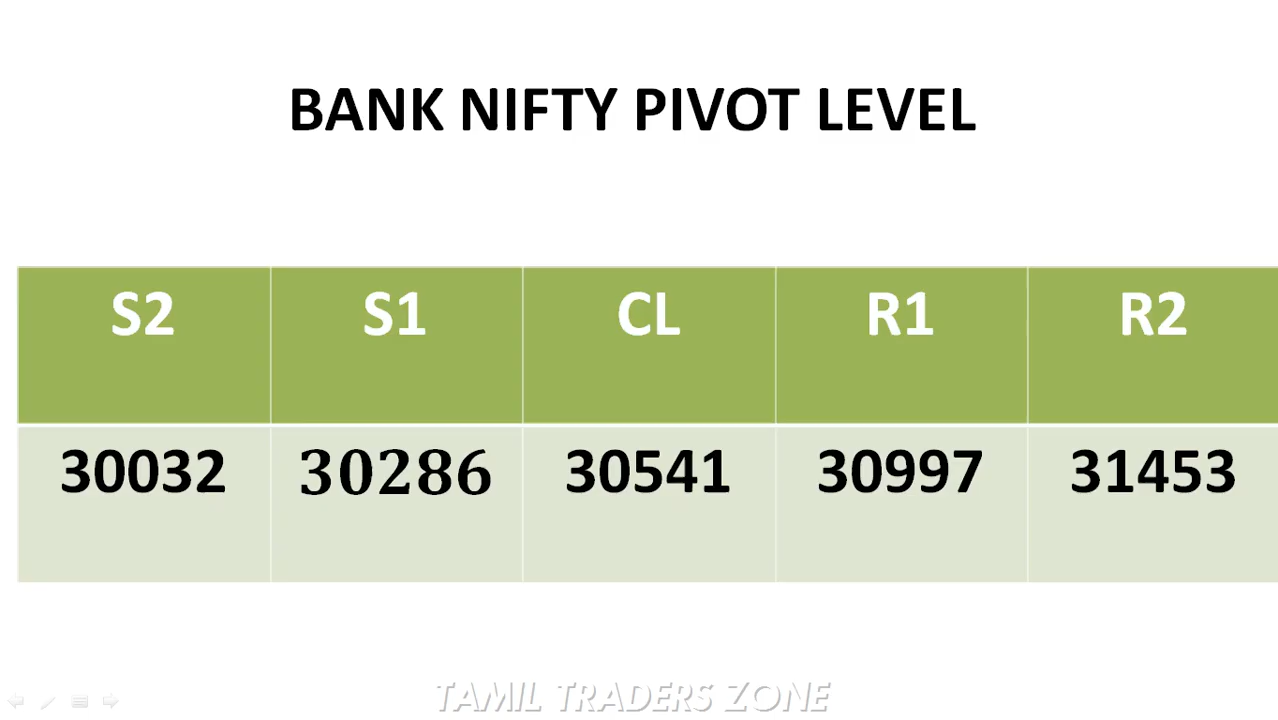 BANK NIFTY PIVOT LEVEL
S2 S1 CL R1 R2
30032 30286 30541 30997 31453
TAMIL TRADERS ZONE